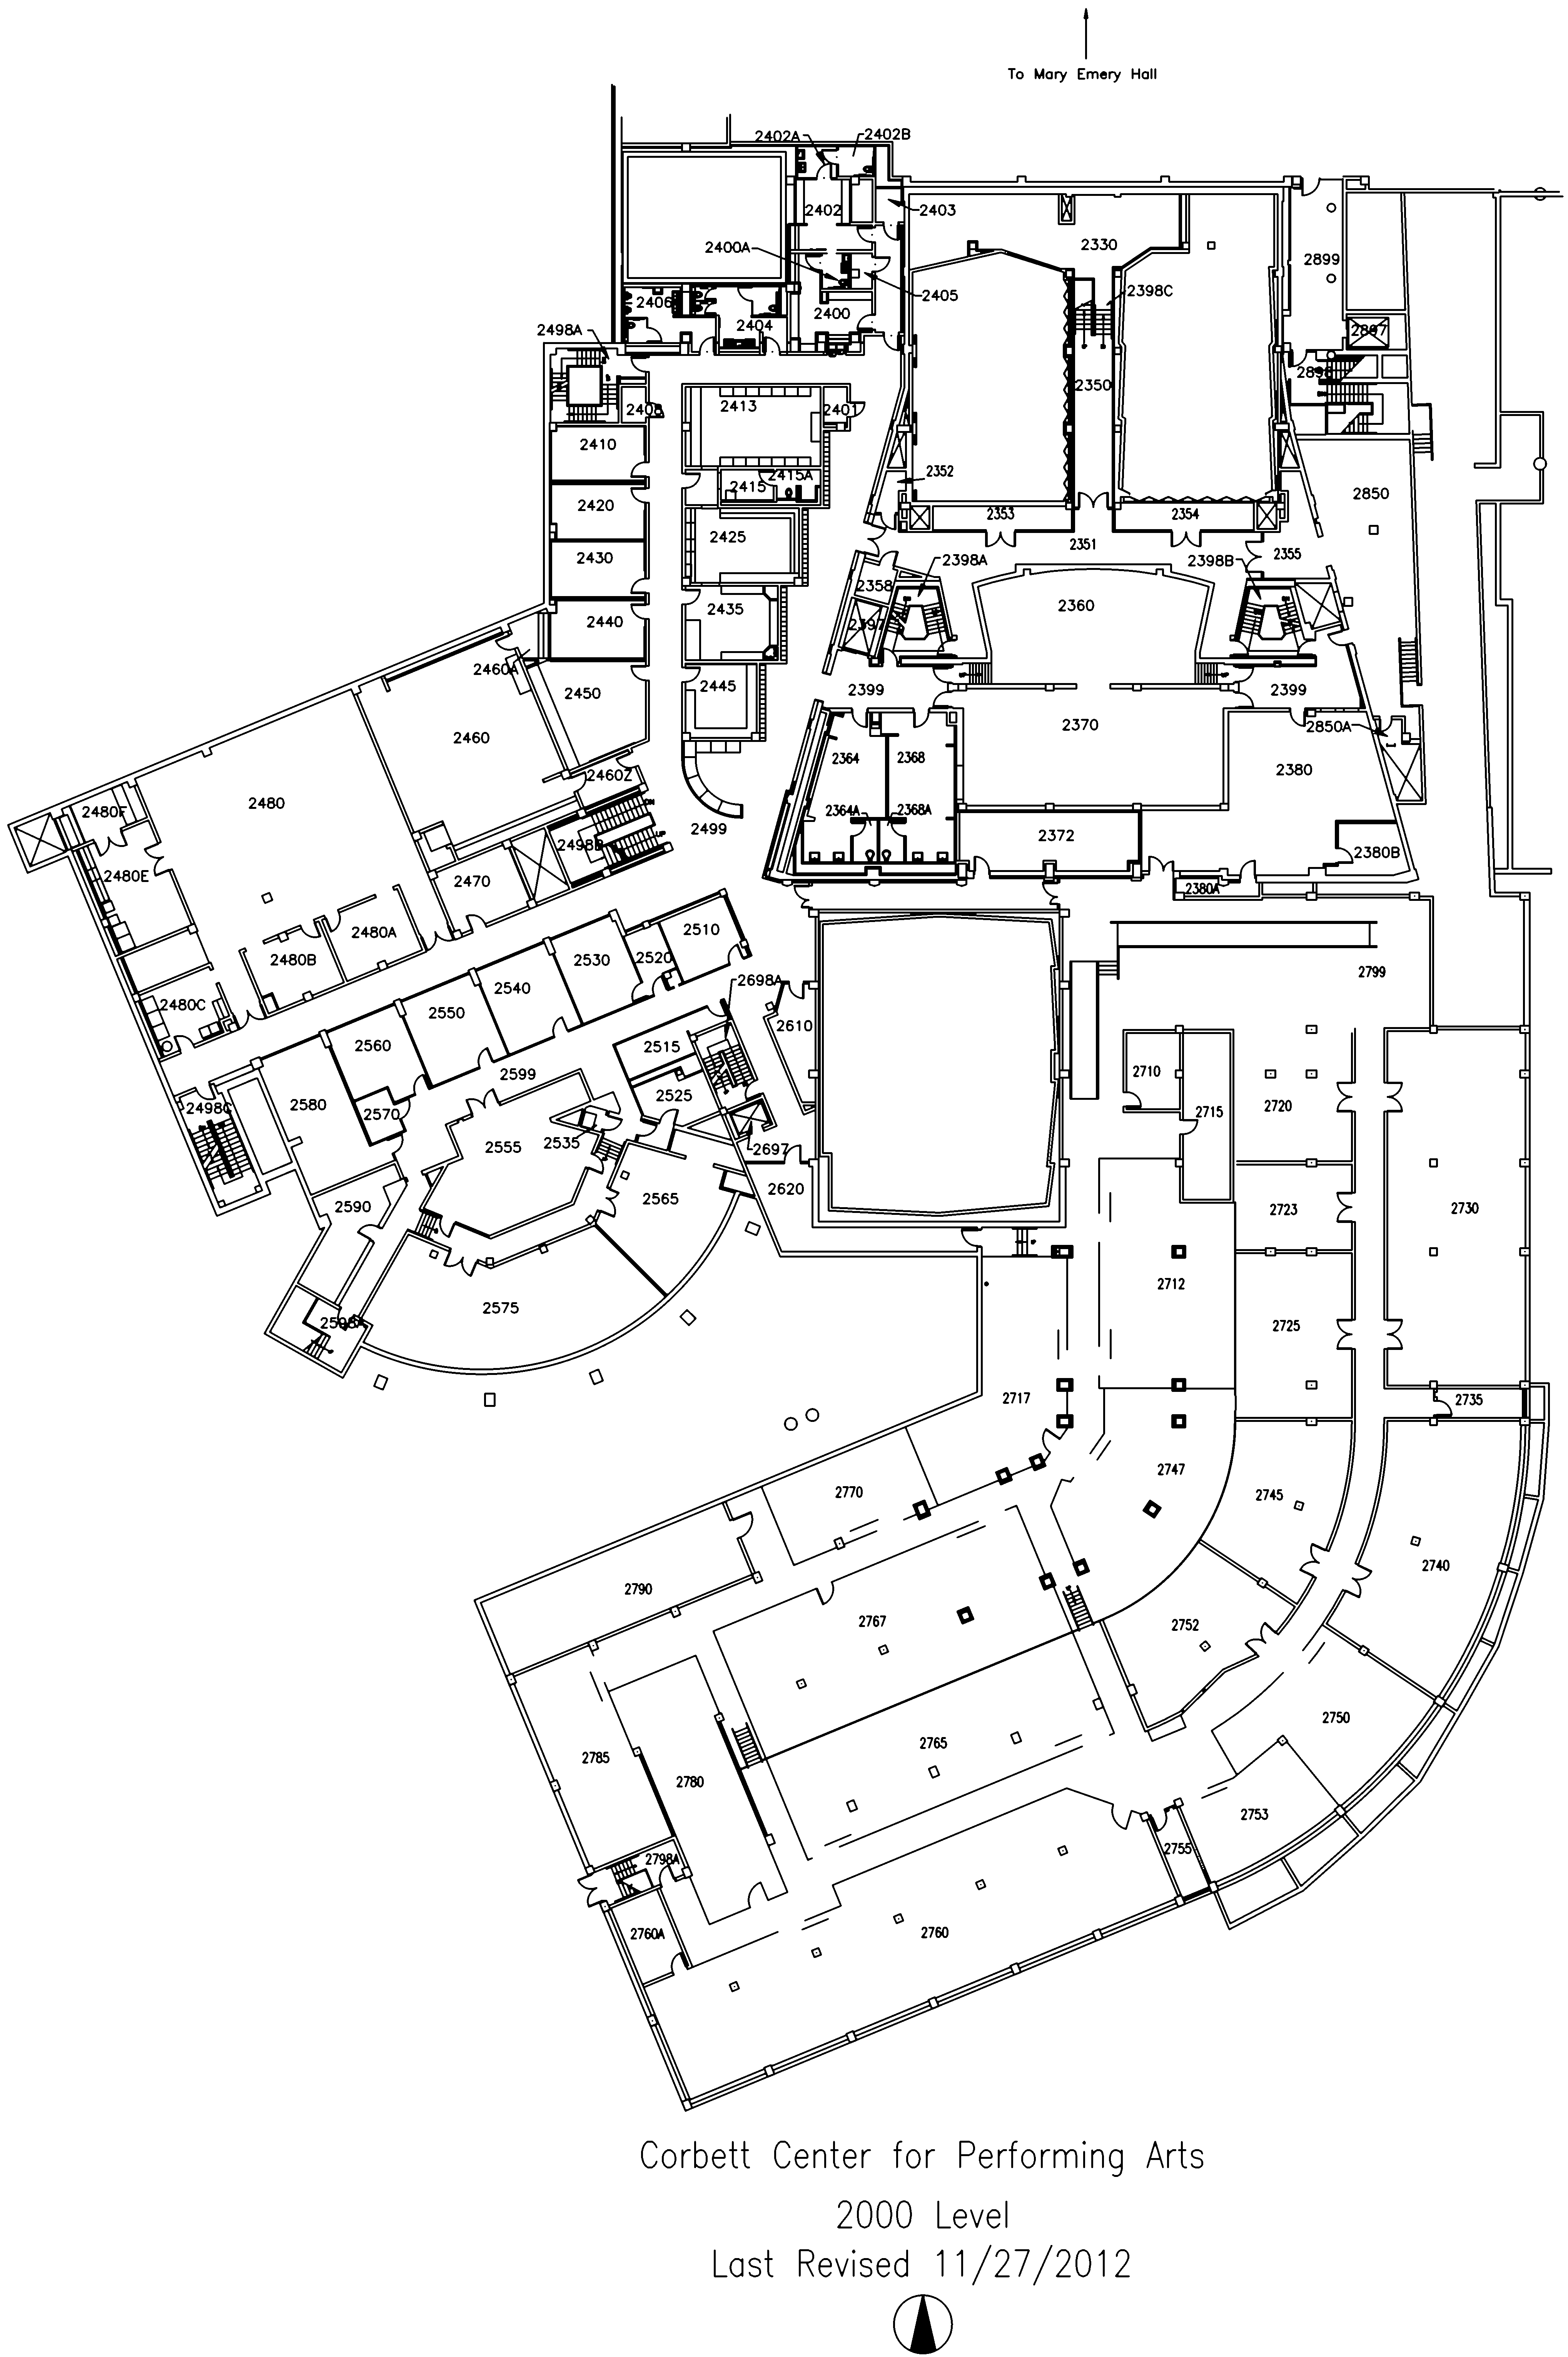 To Mary Emery Hall
2402A
2402B
2402
2403
2400A
2330
2899
2405
2398C
2406
2400
2404
2498A
2897
2350
2898
2408
2413
2401
2410
2352
2415
2415A
2850
2420
2353
2354
2425
2351
2398B
2355
2430
2398A
2358
2435
2360
2440
2397
2460A
2450
2445
2399
2399
2370
2850A
2460
2364
2368
2380
2460Z
2480
2480F
2364A
2368A
2499
2372
2498B
2380B
2480E
2470
2380A
2480A
2510
2480B
2530
2520
2799
2540
2698A
2480C
2550
2610
2560
2515
2599
2710
2525
2580
2498C
2570
2715
2720
2535
2555
2697
2620
2565
2590
2723
2730
2712
2575
2598A
2725
2717
2735
2747
2770
2745
2740
2790
2767
2752
2750
2765
2785
2780
2753
2755
2798A
2760A
2760
Corbett Center for Performing Arts
2000 Level
Last Revised 11/27/2012